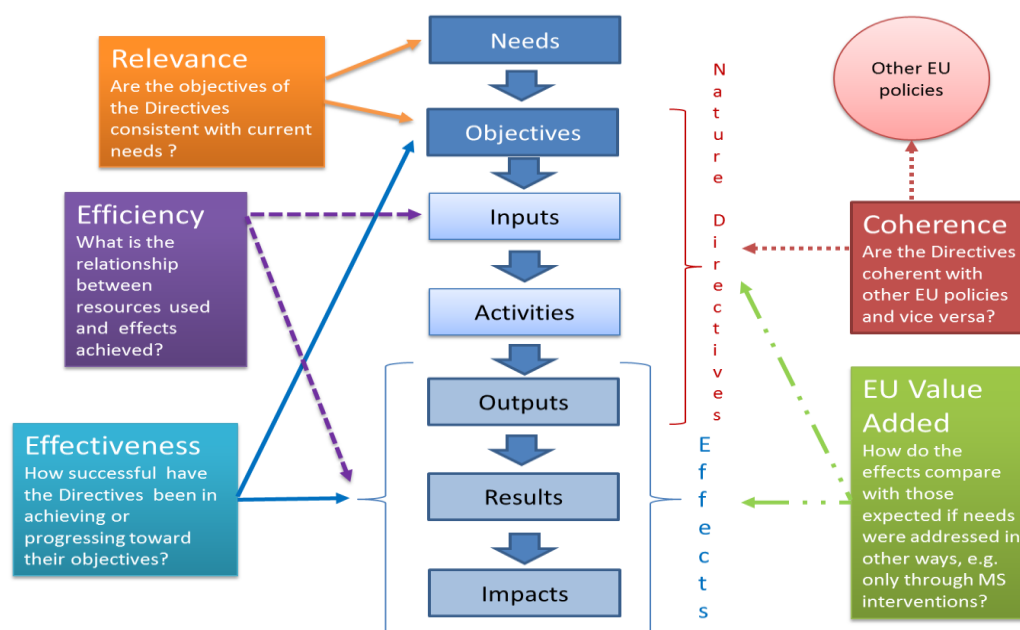 Relevance
Are the objectives of
the Directives
consistent with current
needs ?
Efficiency
What is the
relationship
between
resources used
and effects
achieved?
Effectiveness
How successful have
the Directives been in
achieving or
progressing toward
their objectives?
Needs
Objectives
Inputs
Activities
Outputs
Results
Impacts
Nature Directives
Effects
Other EU
policies
Coherence
Are the Directives
coherent with
other EU policies
and vice versa?
EU Value
Added
How do the
effects compare
with those
expected if needs
were addressed in
other ways, e.g.
only through MS
interventions?